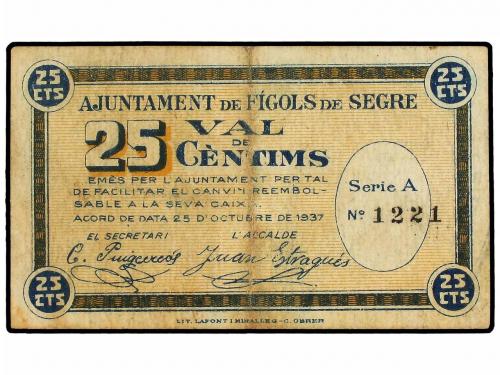 25 CTS
25 CTS
AJUNTAMENT DE FÍGOLS DE SEGRE
25 VAL
DE
CÈNTIMS
EMÈS PER L'AJUNTAMENT PER TAL
DE FACILITAR EL CANVI I REEMBOL-
SABLE A LA SEVA CAIXA.
ACORD DE DATA 25 D'OCTUBRE DE 1937
EL SECRETARI L'ALCALDE
C. Puigcercós Juan Estragués
Serie A
Nº 1221
25 CTS
25 CTS
LIT. LAFONT I MIRALLES-C. OBRER